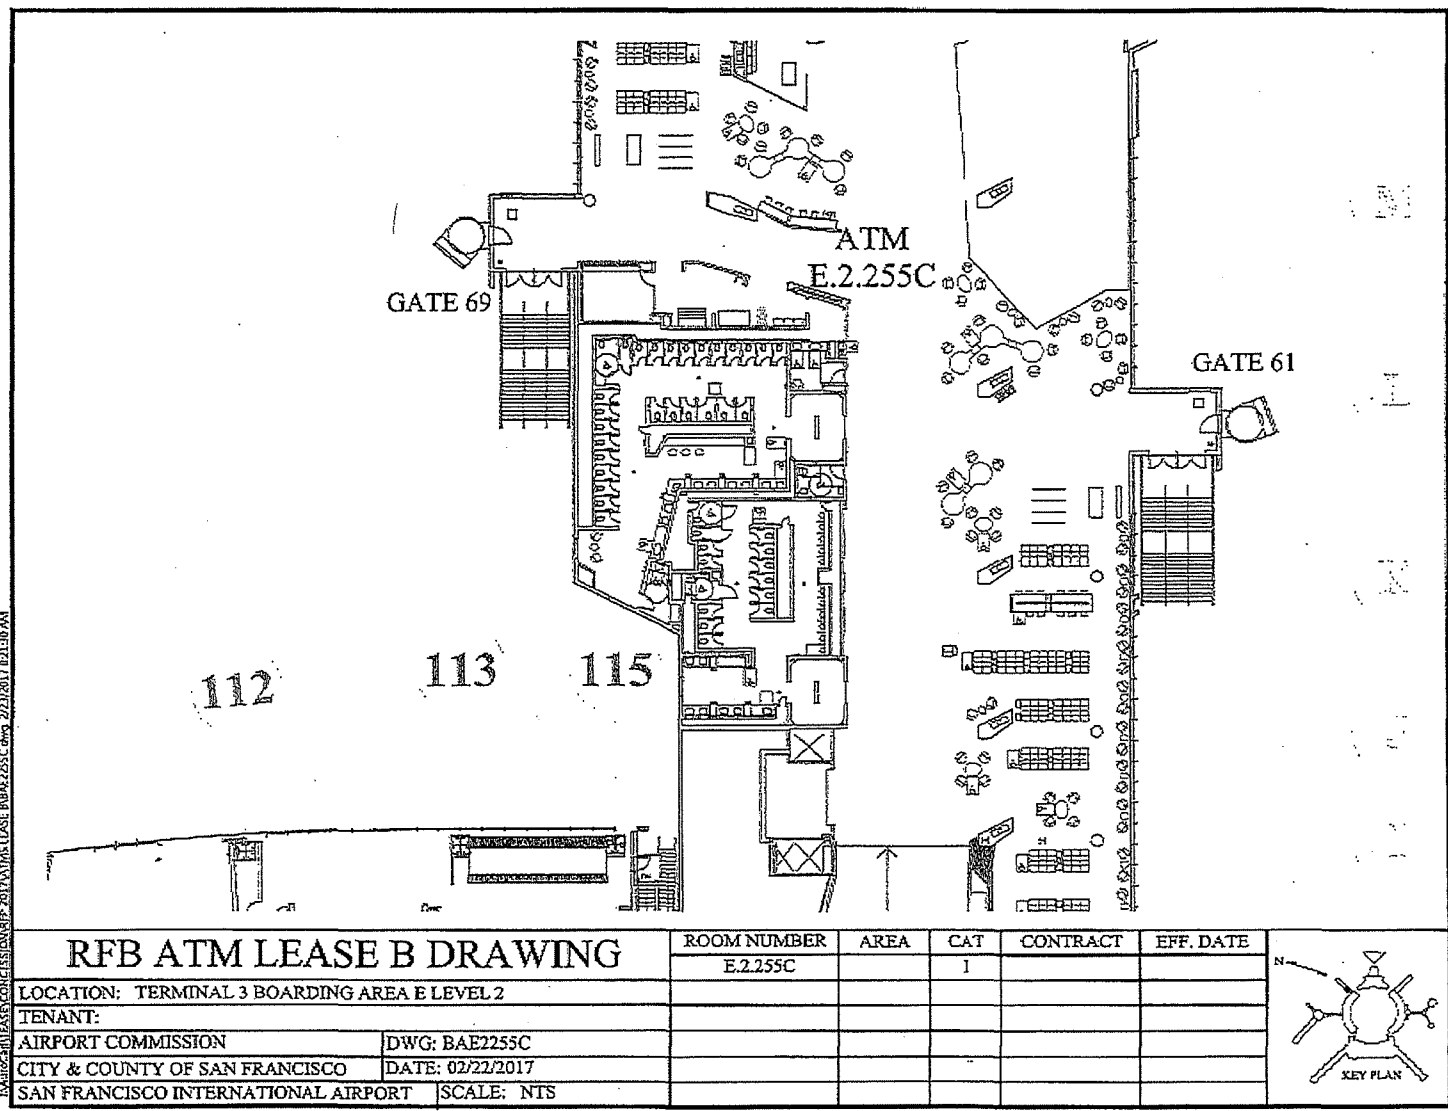 ATM
E.2.255C
GATE 69
GATE 61
112
113
115
RFB ATM LEASE B DRAWING
LOCATION: TERMINAL 3 BOARDING AREA E LEVEL 2
TENANT:
AIRPORT COMMISSION
DWG: BAE2255C
CITY & COUNTY OF SAN FRANCISCO
DATE: 02/22/2017
SAN FRANCISCO INTERNATIONAL AIRPORT
SCALE: NTS
ROOM NUMBER AREA CAT CONTRACT EFF. DATE
E.2.255C 1
N
KEY PLAN